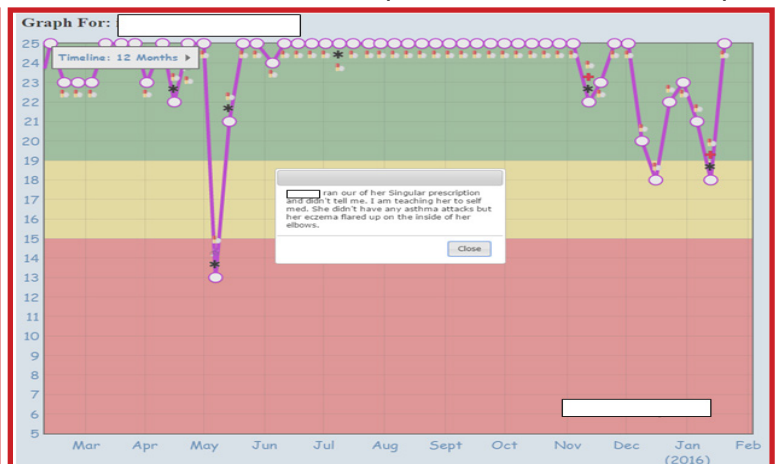 Graph For:
25
Timeline: 12 Months
24
23
22
21
20
19
18
17
16
15
14
13
12
11
10
9
8
7
6
5
ran our of her Singular prescription
and didn't tell me. I am teaching her to self
med. She didn't have any asthma attacks but
her eczema flared up on the inside of her
elbows.
Close
Mar Apr May Jun Jul Aug Sept Oct Nov Dec Jan Feb
(2016)